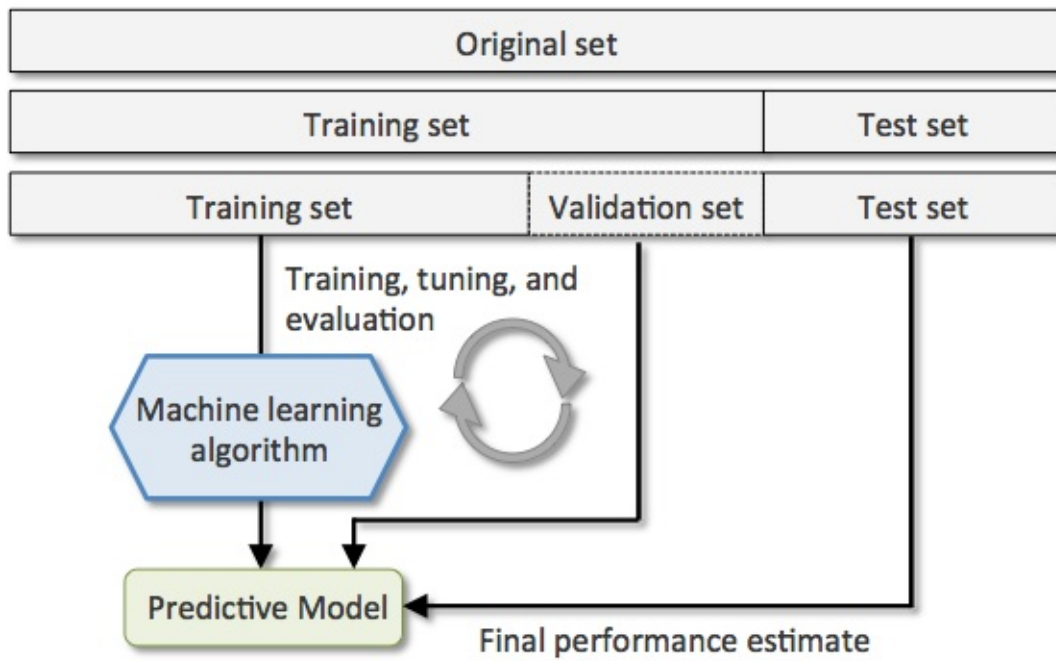 Original set
Training set
Test set
Training set
Validation set
Test set
Training, tuning, and
evaluation
Machine learning
algorithm
Predictive Model
Final performance estimate